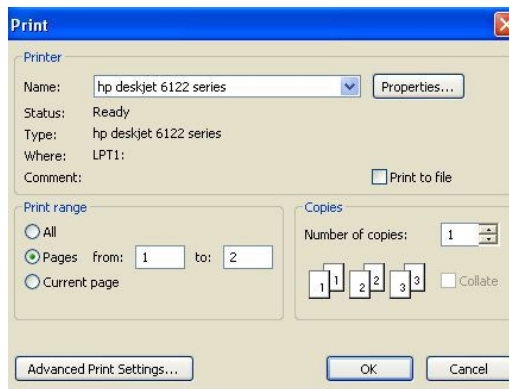 Print
Printer
Name: hp deskjet 6122 series Properties...
Status: Ready
Type: hp deskjet 6122 series
Where: LPT1:
Comment: Print to file
Print range
All
Pages from: 1 to: 2
Current page
Copies
Number of copies: 1
1 1 2 2 3 3 Collate
Advanced Print Settings... OK Cancel